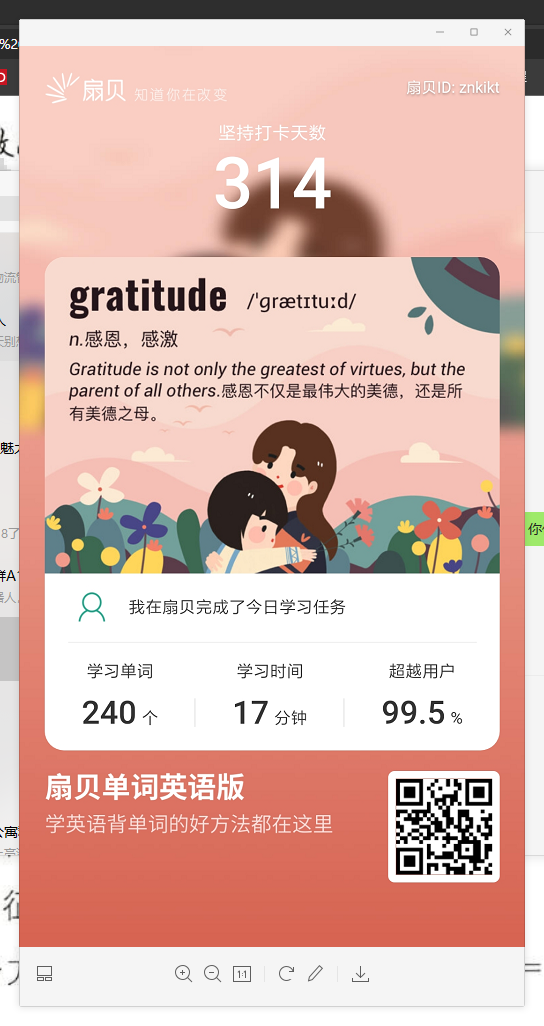 扇贝 知道你在改变
扇贝ID: znkikt
坚持打卡天数
314
gratitude /ˈɡrætɪtuːd/
n.感恩，感激
Gratitude is not only the greatest of virtues, but the
parent of all others.感恩不仅是最伟大的美德，还是所
有美德之母。
我在扇贝完成了今日学习任务
学习单词 学习时间 超越用户
240 个 17 分钟 99.5 %
扇贝单词英语版
学英语背单词的好方法都在这里
1:1